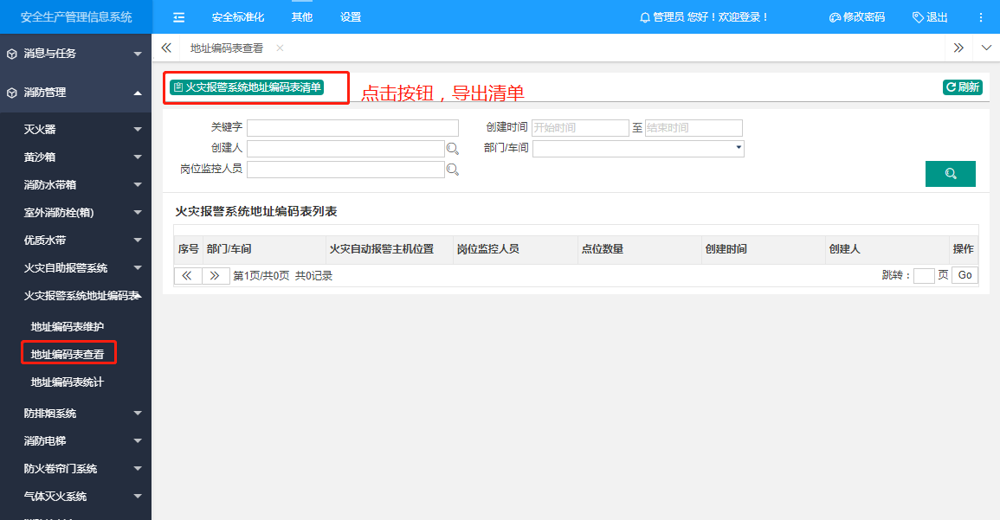 安全生产管理信息系统
安全标准化 其他 设置
管理员 您好！欢迎登录！
修改密码 退出
消息与任务
消防管理
灭火器
黄沙箱
消防水带箱
室外消防栓(箱)
优质水带
火灾自助报警系统
火灾报警系统地址编码表
地址编码表维护
地址编码表查看
地址编码表统计
防排烟系统
消防电梯
防火卷帘门系统
气体灭火系统
地址编码表查看
火灾报警系统地址编码表清单
点击按钮，导出清单
刷新
关键字 创建时间 开始时间 至 结束时间
创建人 部门/车间
岗位监控人员
火灾报警系统地址编码表列表
序号 部门/车间 火灾自动报警主机位置 岗位监控人员 点位数量 创建时间 创建人 操作
第1页/共0页 共0记录 跳转： 页 Go